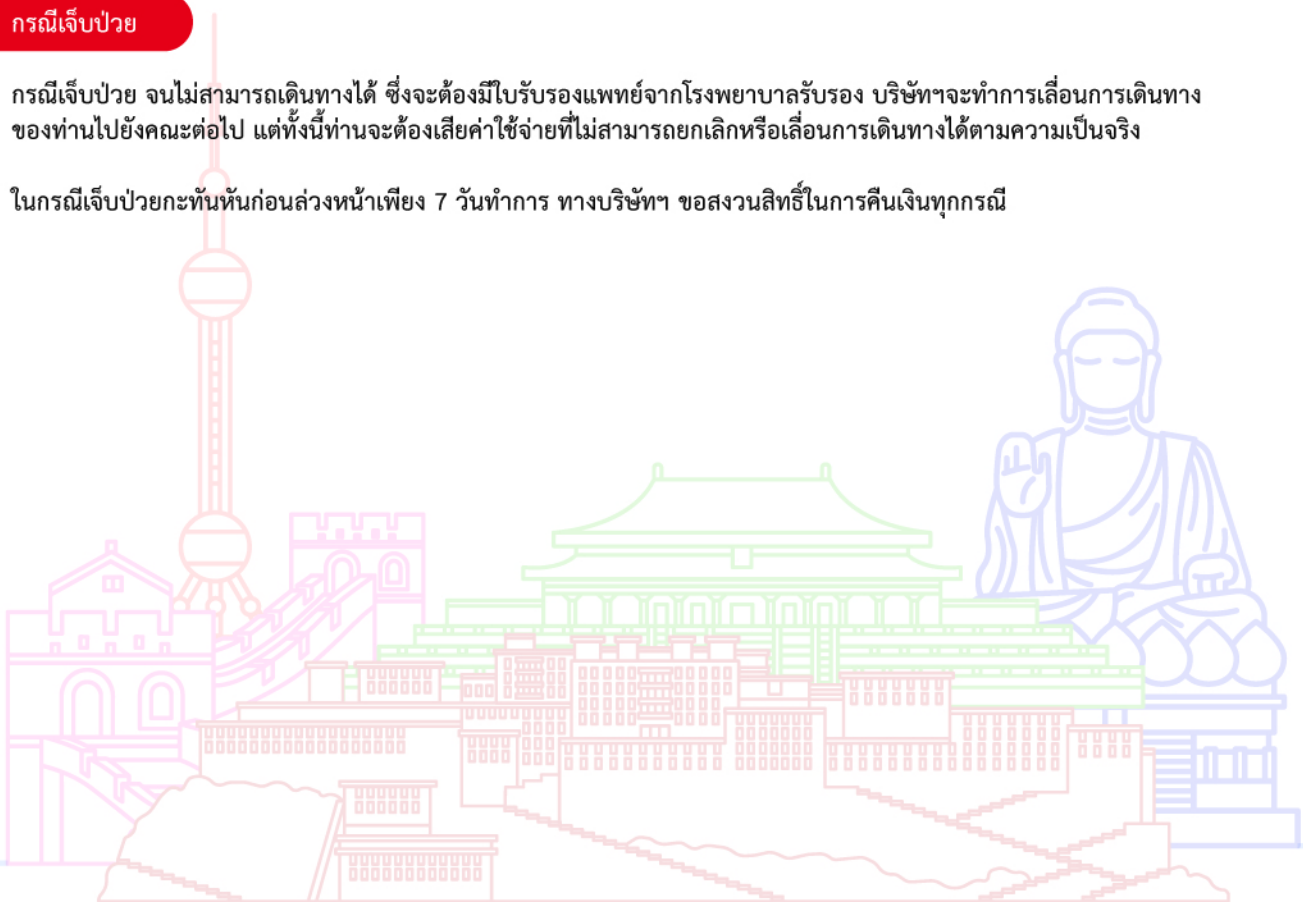 กรณีเจ็บป่วย
กรณีเจ็บป่วย จนไม่สามารถเดินทางได้ ซึ่งจะต้องมีใบรับรองแพทย์จากโรงพยาบาลรับรอง บริษัทฯจะทำการเลื่อนการเดินทาง
ของท่านไปยังคณะต่อไป แต่ทั้งนี้ท่านจะต้องเสียค่าใช้จ่ายที่ไม่สามารถยกเลิกหรือเลื่อนการเดินทางได้ตามความเป็นจริง
ในกรณีเจ็บป่วยกะทันหันก่อนล่วงหน้าเพียง 7 วันทำการ ทางบริษัทฯ ขอสงวนสิทธิ์ในการคืนเงินทุกกรณี